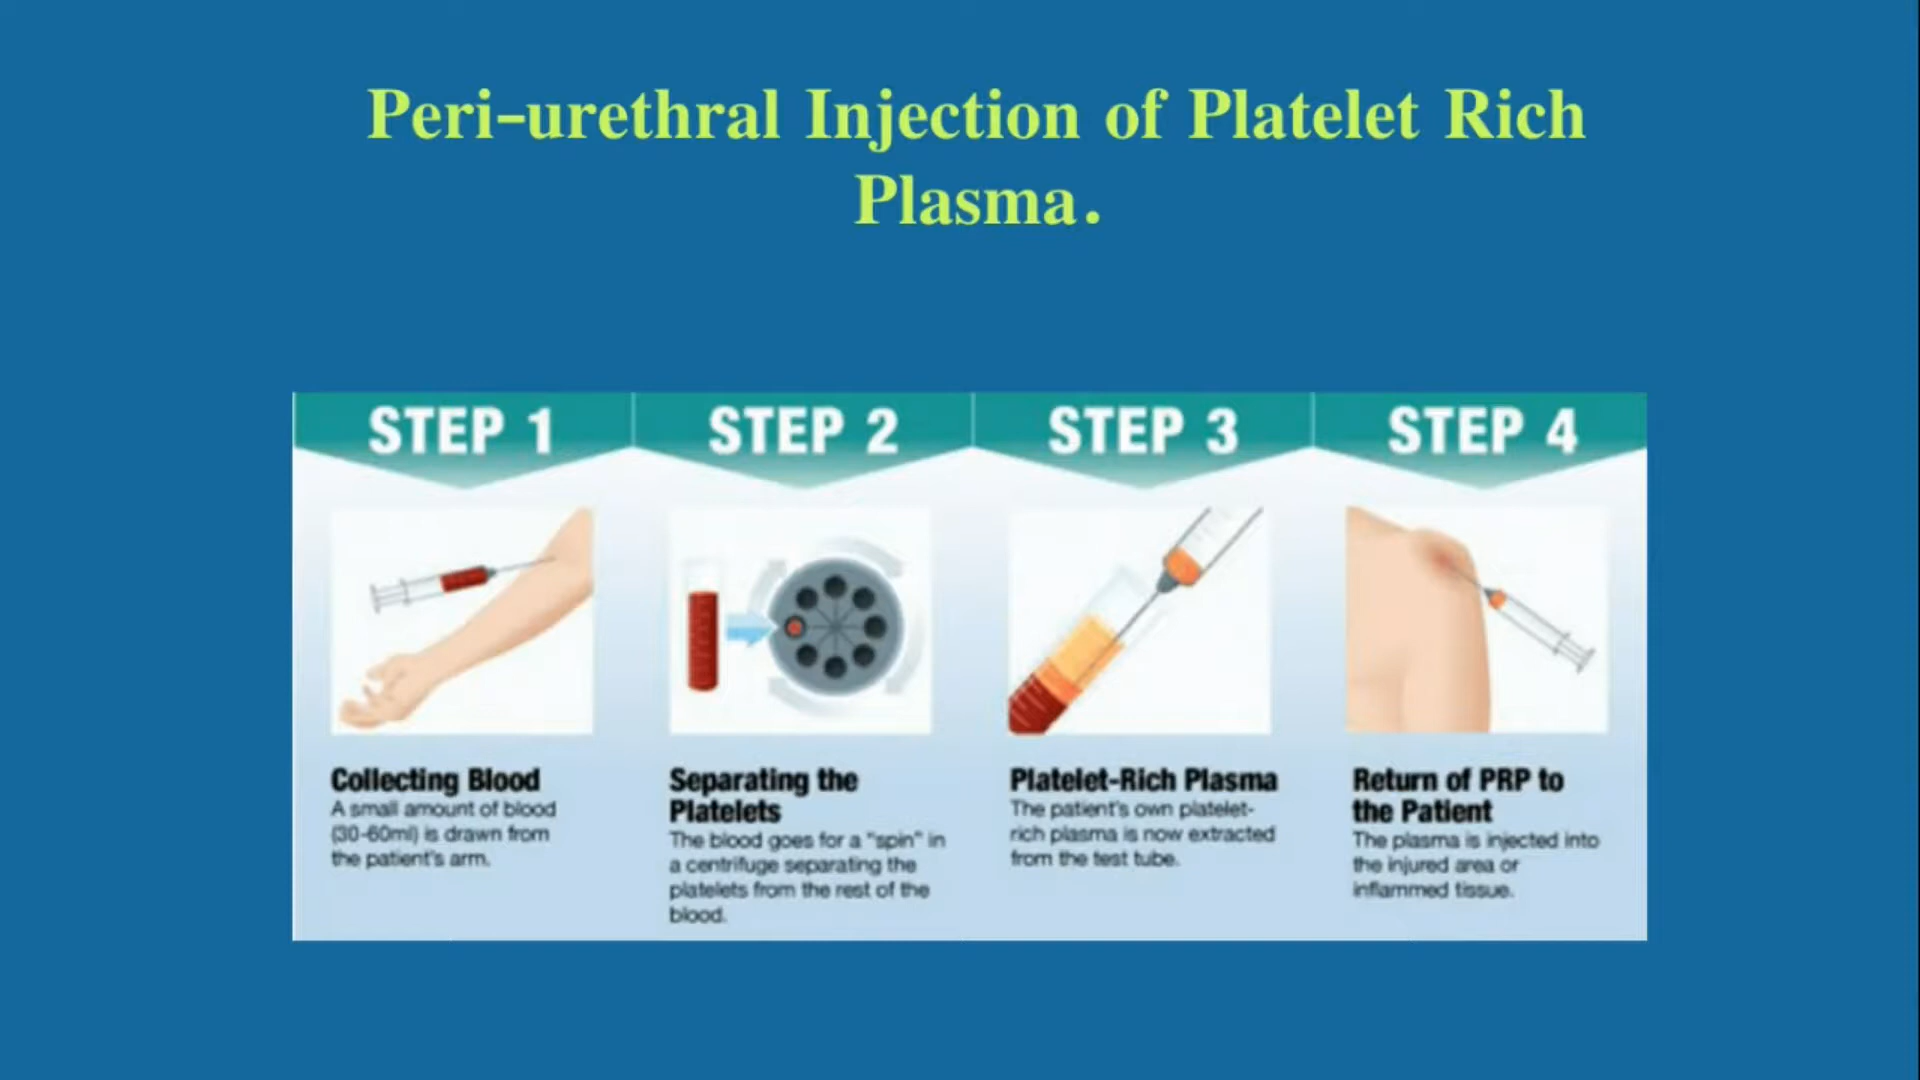 Peri-urethral Injection of Platelet Rich
Plasma.
STEP 1
STEP 2
STEP 3
STEP 4
Collecting Blood
A small amount of blood
(30-60ml) is drawn from
the patient's arm.
Separating the
Platelets
The blood goes for a "spin" in
a centrifuge separating the
platelets from the rest of the
blood.
Platelet-Rich Plasma
The patient's own platelet-
rich plasma is now extracted
from the test tube.
Return of PRP to
the Patient
The plasma is injected into
the injured area or
inflammed tissue.